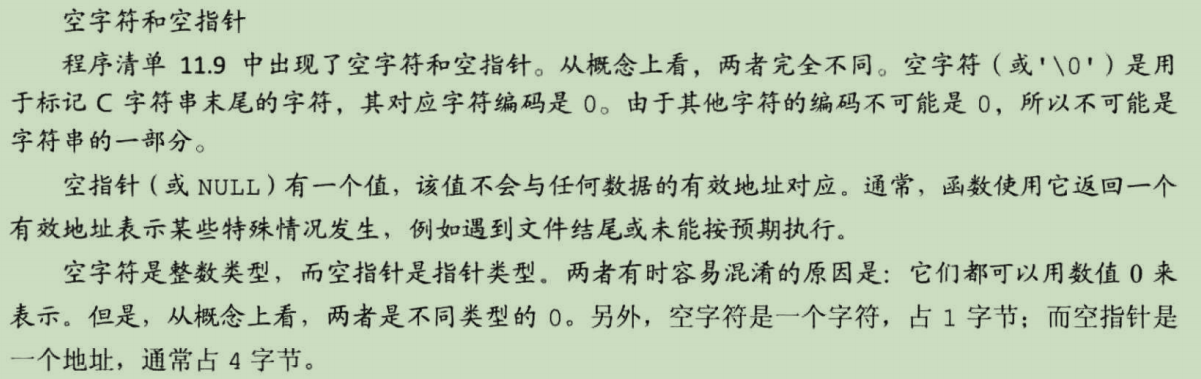 空字符和空指针
程序清单 11.9 中出现了空字符和空指针。从概念上看，两者完全不同。空字符（或'\0'）是用
于标记 C 字符串末尾的字符，其对应字符编码是 0。由于其他字符的编码不可能是 0，所以不可能是
字符串的一部分。
空指针（或 NULL）有一个值，该值不会与任何数据的有效地址对应。通常，函数使用它返回一个
有效地址表示某些特殊情况发生，例如遇到文件结尾或未能按预期执行。
空字符是整数类型，而空指针是指针类型。两者有时容易混淆的原因是：它们都可以用数值 0 来
表示。但是，从概念上看，两者是不同类型的 0。另外，空字符是一个字符，占 1 字节；而空指针是
一个地址，通常占 4 字节。